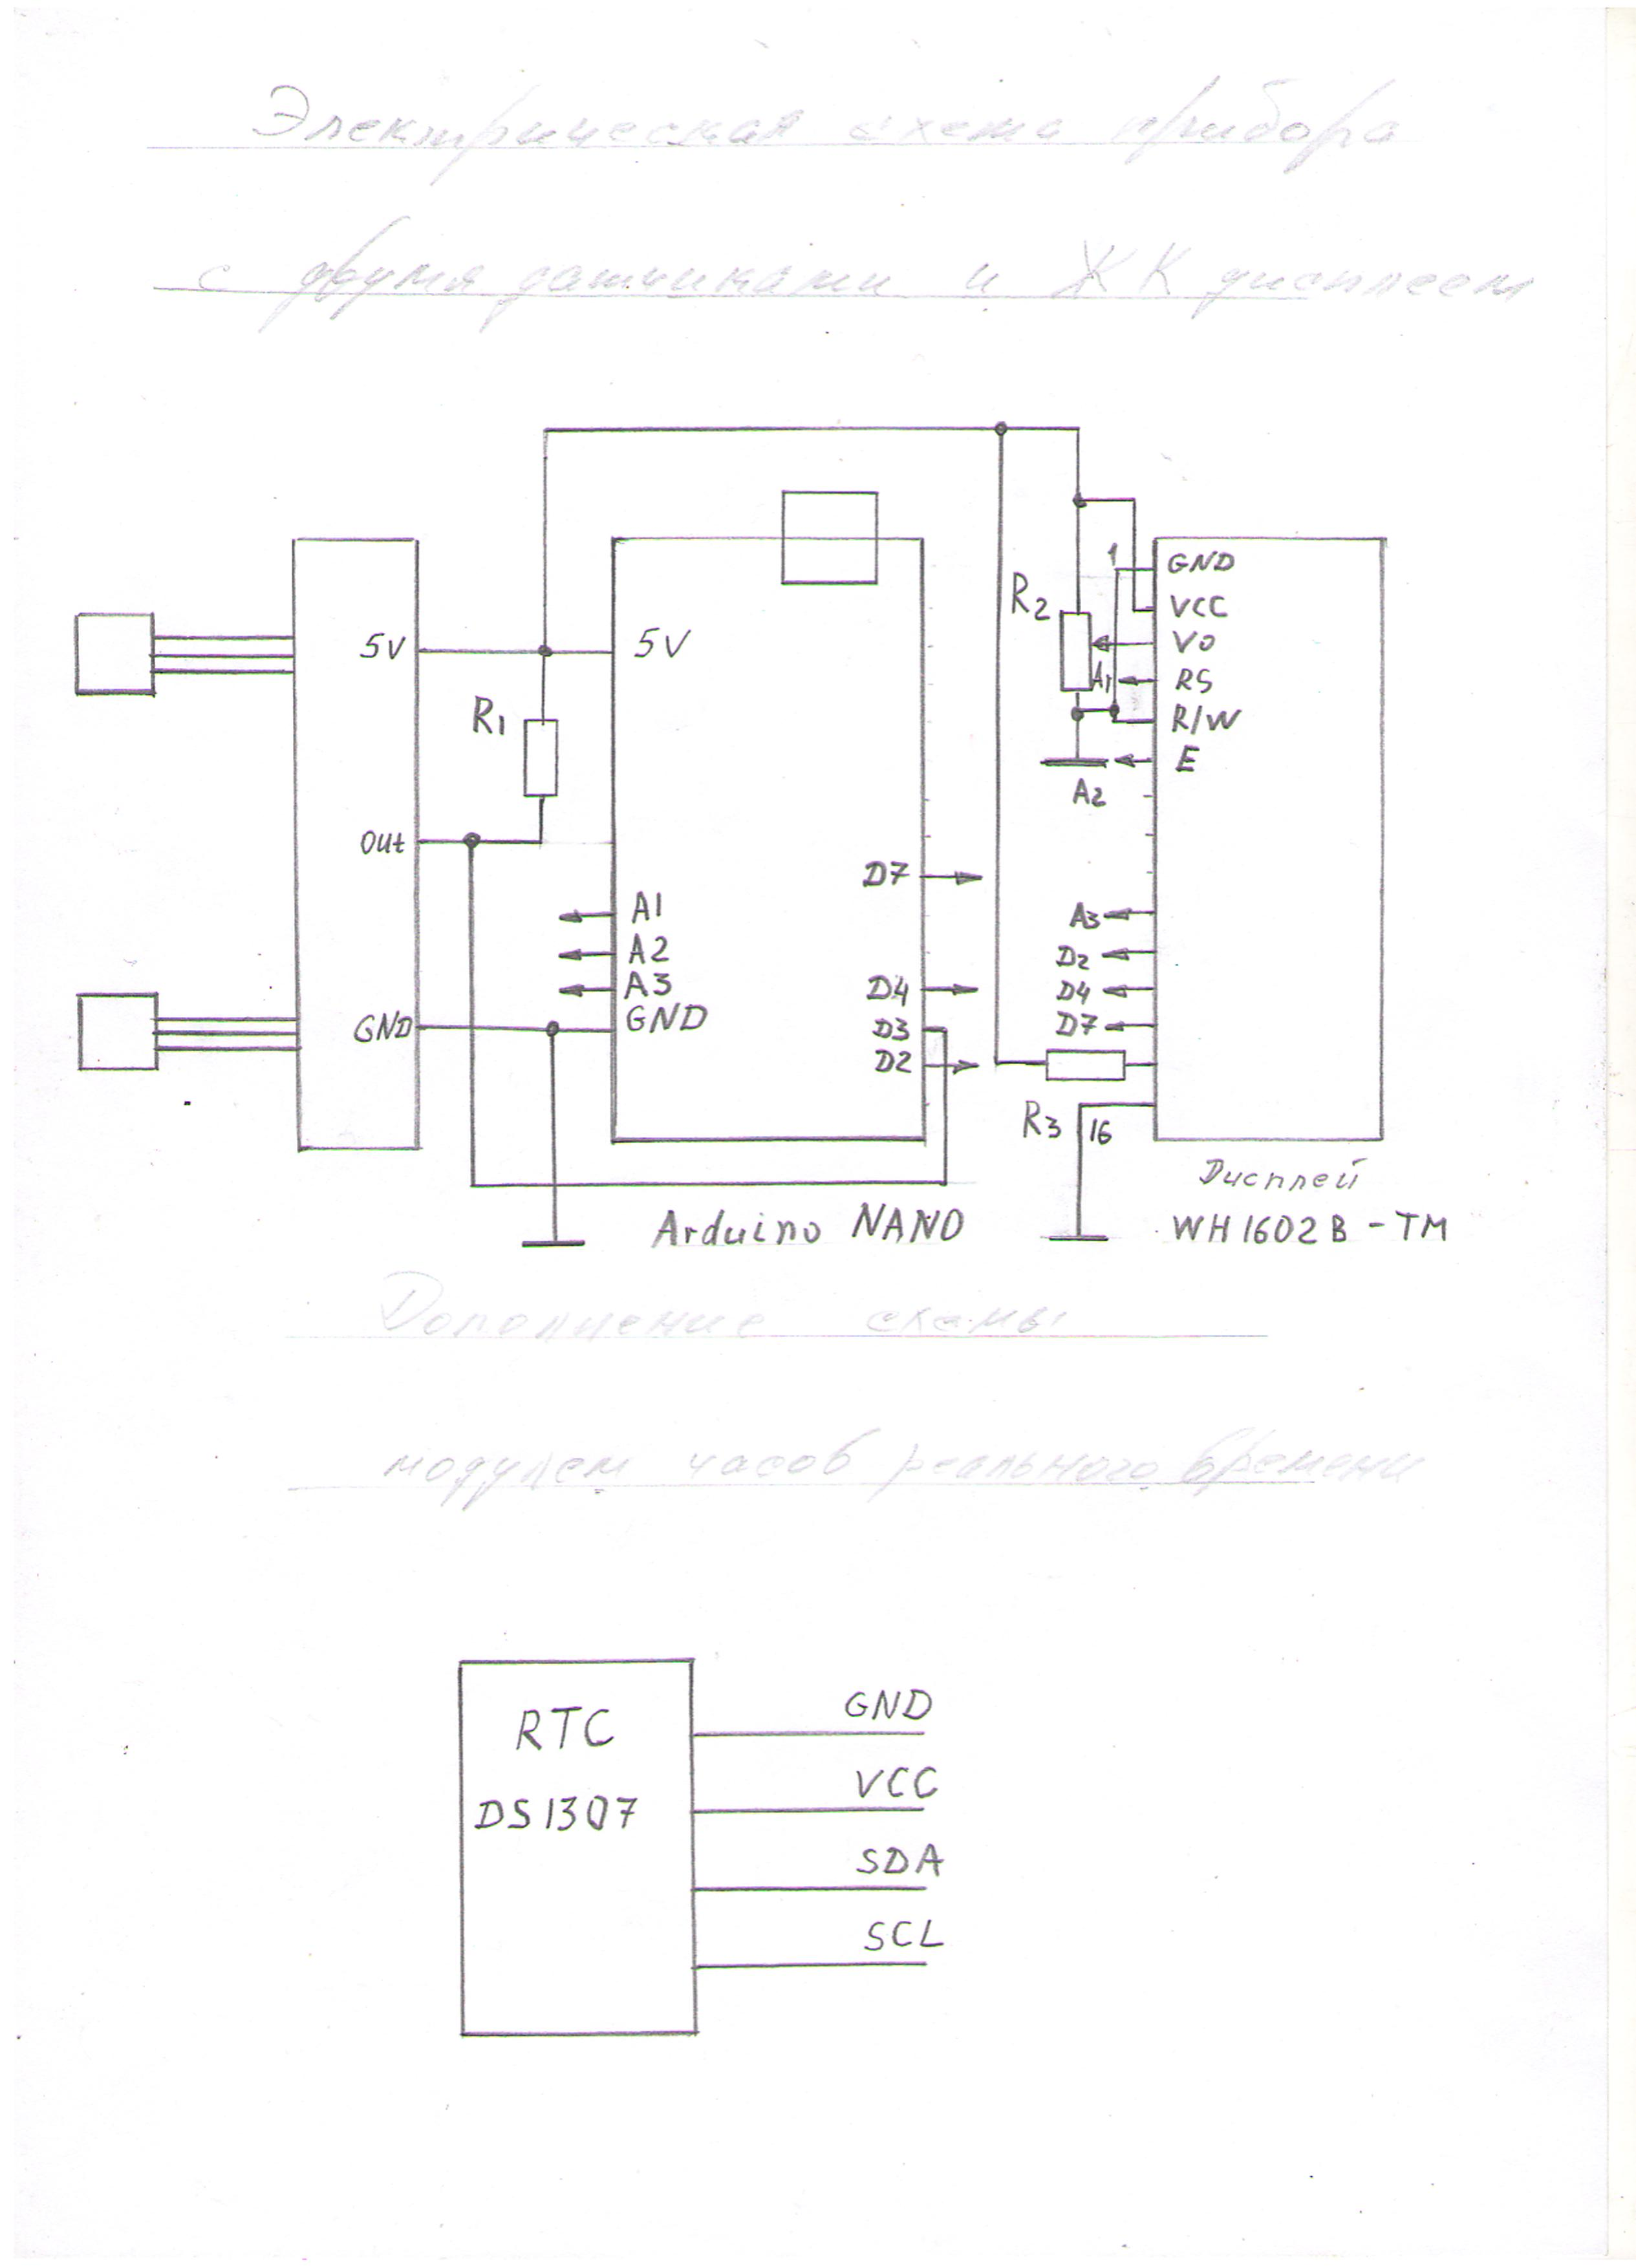 Электрическая схема прибора
с двумя датчиками и ЖК дисплеем
1
GND
R2
VCC
5V
5V
VO
A1
RS
R1
R/W
E
A2
Out
D7
A1
A3
A2
D2
A3
D4
D4
GND
GND
D3
D7
D2
R3
16
Дисплей
Arduino NANO
WH1602B-TM
Дополнение схемы
модулем часов реального времени
RTC
GND
DS1307
VCC
SDA
SCL